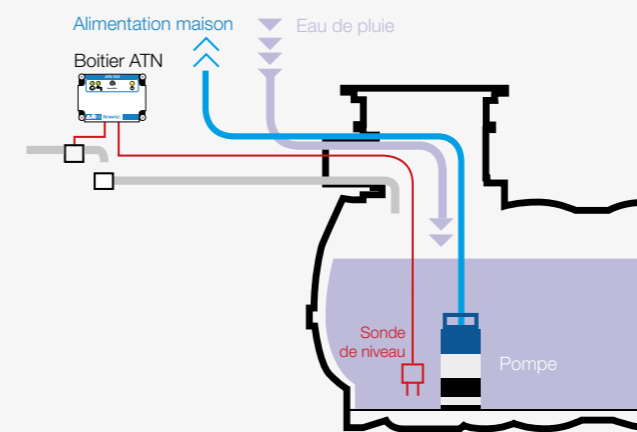 Alimentation maison
Eau de pluie
Boitier ATN
Sonde
de niveau
Pompe